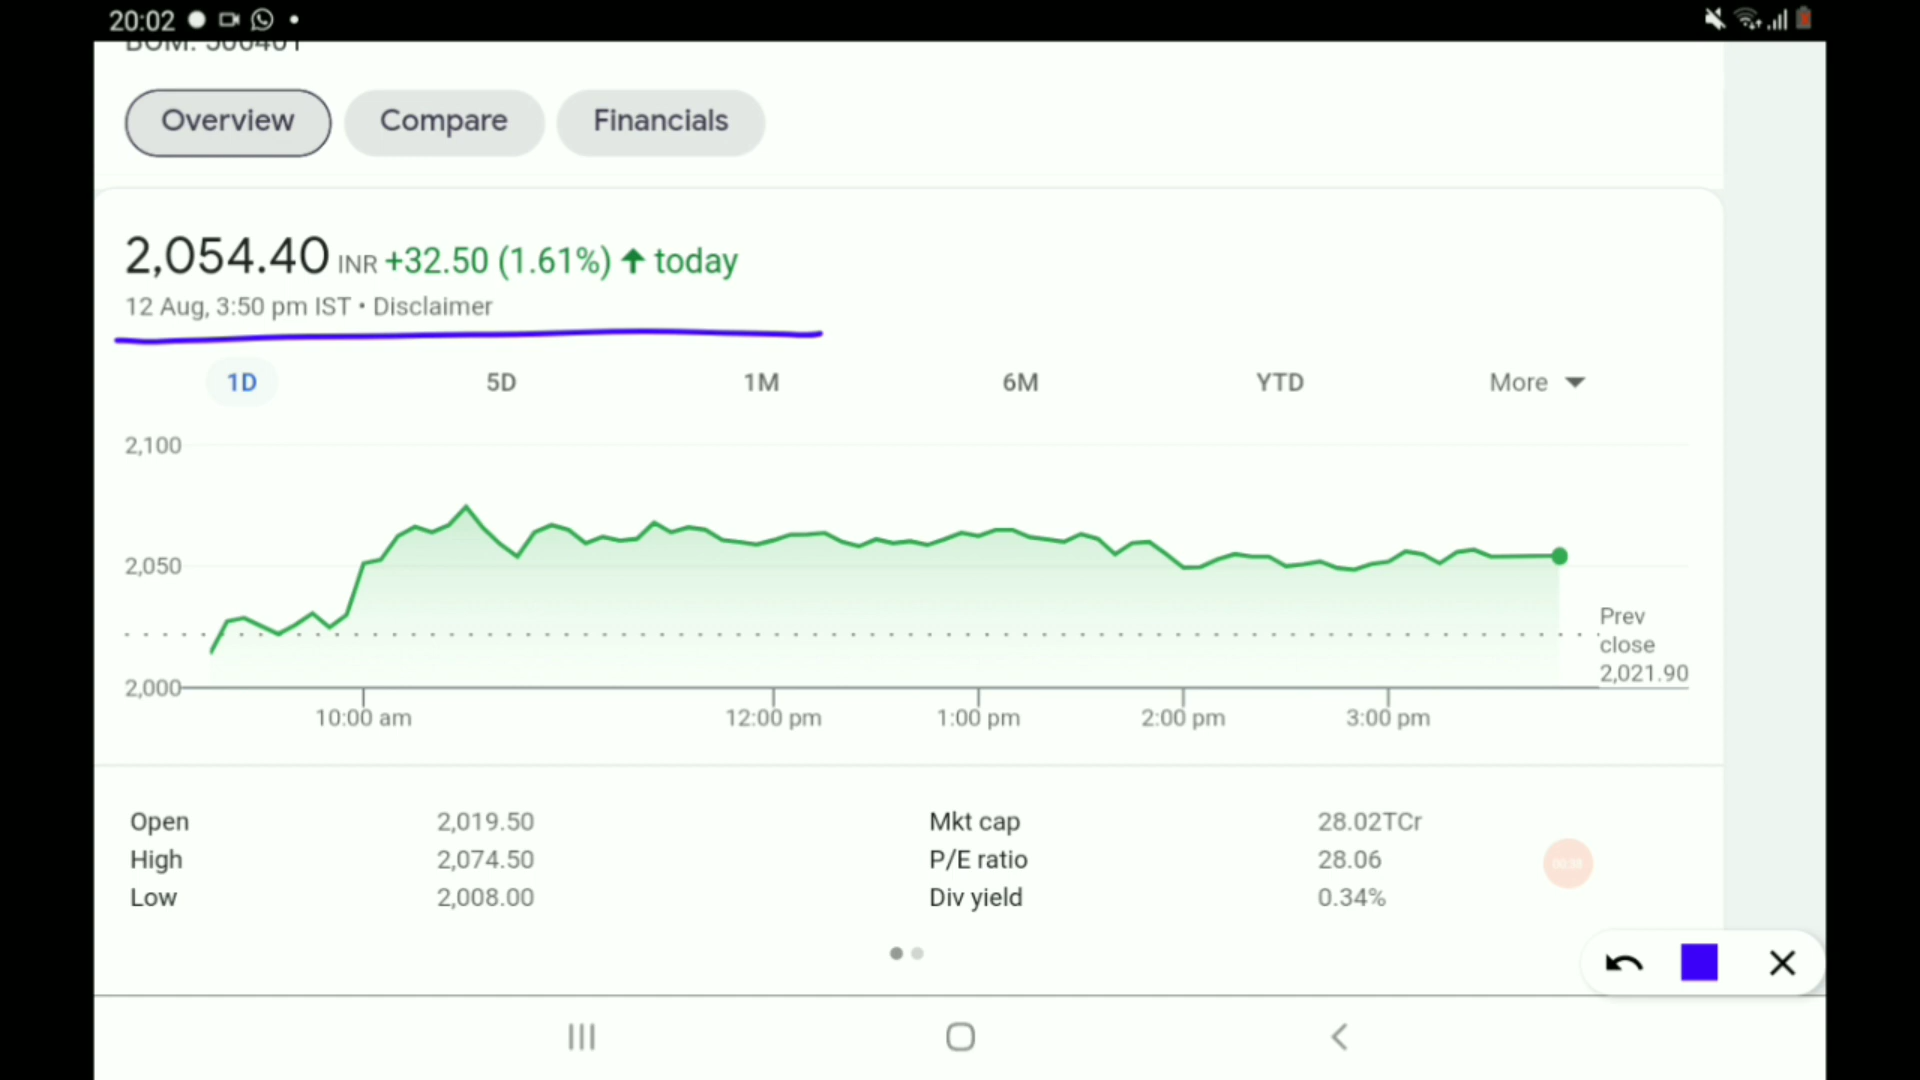 20:02
Overview Compare Financials
2,054.40 INR +32.50 (1.61%) ↑ today
12 Aug, 3:50 pm IST • Disclaimer
1D 5D 1M 6M YTD More
2,100
2,050
2,000
Prev
close
2,021.90
10:00 am 12:00 pm 1:00 pm 2:00 pm 3:00 pm
Open 2,019.50 Mkt cap 28.02TCr
High 2,074.50 P/E ratio 28.06
Low 2,008.00 Div yield 0.34%